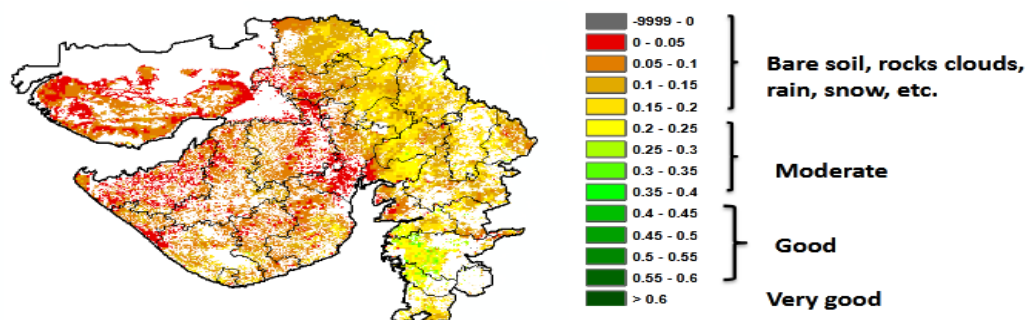 -9999 - 0
0 - 0.05
0.05 - 0.1
0.1 - 0.15
0.15 - 0.2
0.2 - 0.25
0.25 - 0.3
0.3 - 0.35
0.35 - 0.4
0.4 - 0.45
0.45 - 0.5
0.5 - 0.55
0.55 - 0.6
> 0.6
Bare soil, rocks clouds,
rain, snow, etc.
Moderate
Good
Very good